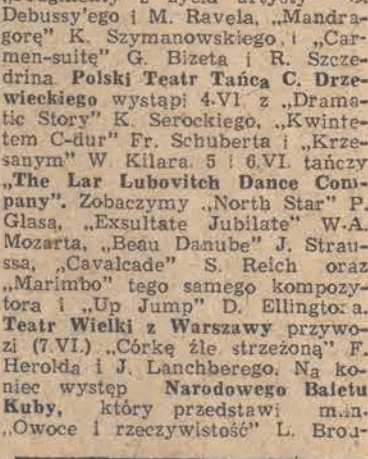 Debussy'ego i M. Ravela, „Mandra-
gorę” K. Szymanowskiego i „Car-
men-suitę” G. Bizeta i R. Szcze-
drina. Polski Teatr Tańca C. Drze-
wieckiego wystąpi 4.VI. z „Drama-
tic Story” K. Serockiego, „Kwinte-
tem C-dur” Fr. Schuberta i „Krze-
sanym” W. Kilara. 5 i 6.VI. tańczy
„The Lar Lubovitch Dance Com-
pany”. Zobaczymy „North Star” P.
Glasa, „Exsultate Jubilate” W.A.
Mozarta, „Beau Danube” J. Strau-
ssa, „Cavalcade” S. Reich oraz
„Marimbo” tego samego kompozy-
tora i „Up Jump” D. Ellingtona.
Teatr Wielki z Warszawy przywo-
zi (7.VI.) „Córkę źle strzeżoną” F.
Herolda i J. Lanchberego. Na ko-
niec występ Narodowego Baletu
Kuby, który przedstawi m.in.
„Owoce i rzeczywistość” L. Brou-